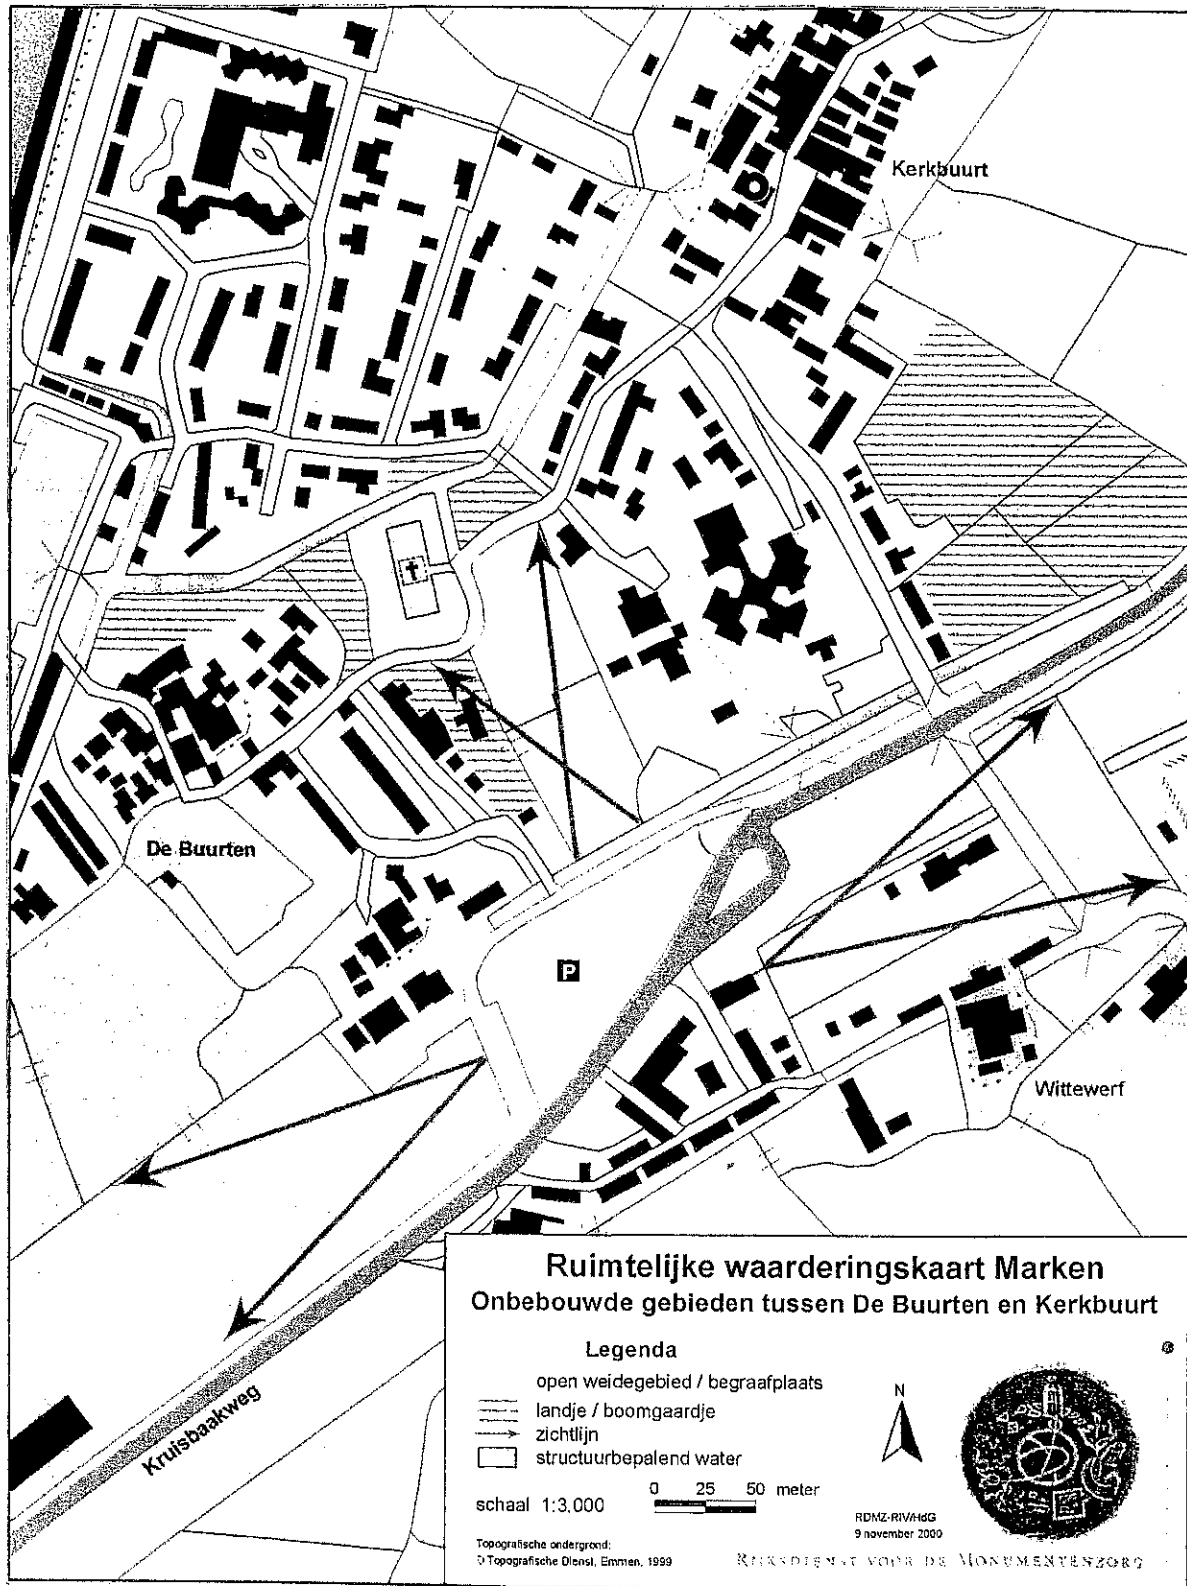 Kerkbuurt
De Buurten
P
Wittewerf
Kruisbaakweg
Ruimtelijke waarderingskaart Marken
Onbebouwde gebieden tussen De Buurten en Kerkbuurt
Legenda
open weidegebied / begraafplaats
landje / boomgaardje
zichtlijn
structuurbepalend water
schaal 1:3.000
0 25 50 meter
N
Topografische ondergrond:
© Topografische Dienst, Emmen, 1999
RDMZ-RIV/HdG
9 november 2000
RIJKSDIENST VOOR DE MONUMENTENZORG